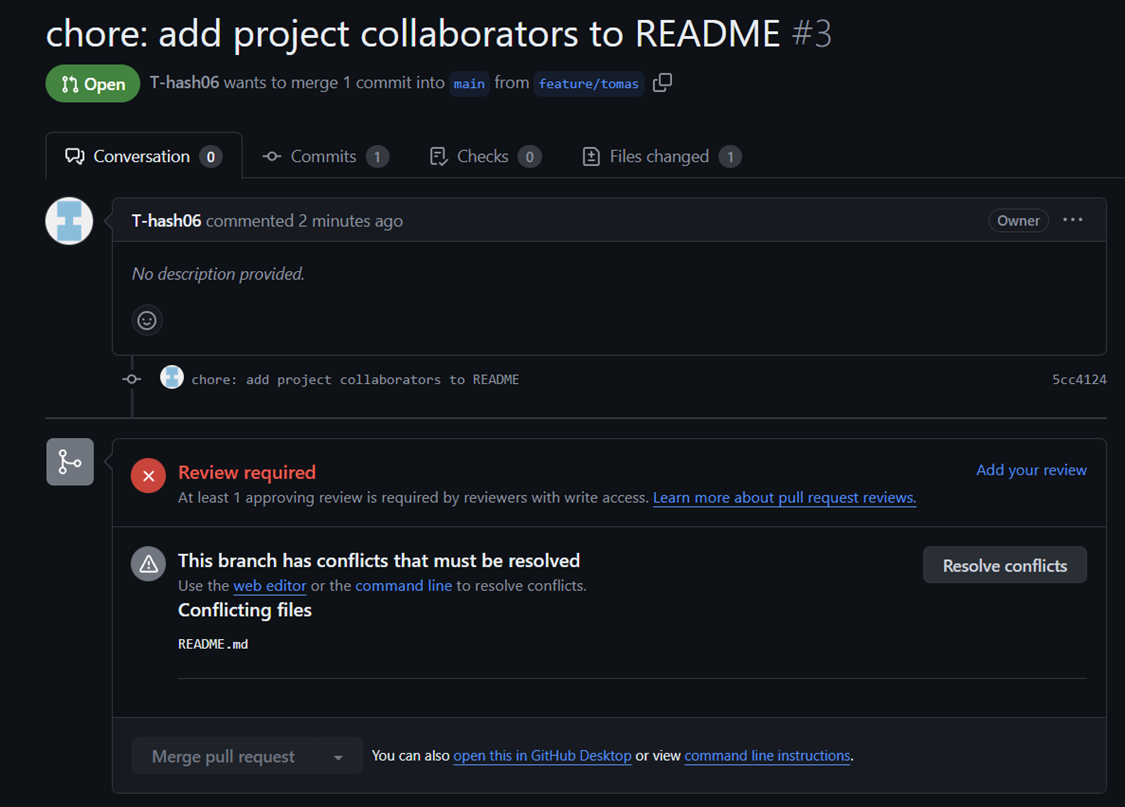 chore: add project collaborators to README #3
Open T-hash06 wants to merge 1 commit into main from feature/tomas
Conversation 0 Commits 1 Checks 0 Files changed 1
T-hash06 commented 2 minutes ago Owner
No description provided.
chore: add project collaborators to README 5cc4124
Review required Add your review
At least 1 approving review is required by reviewers with write access. Learn more about pull request reviews.
This branch has conflicts that must be resolved
Use the web editor or the command line to resolve conflicts. Resolve conflicts
Conflicting files
README.md
Merge pull request You can also open this in GitHub Desktop or view command line instructions.